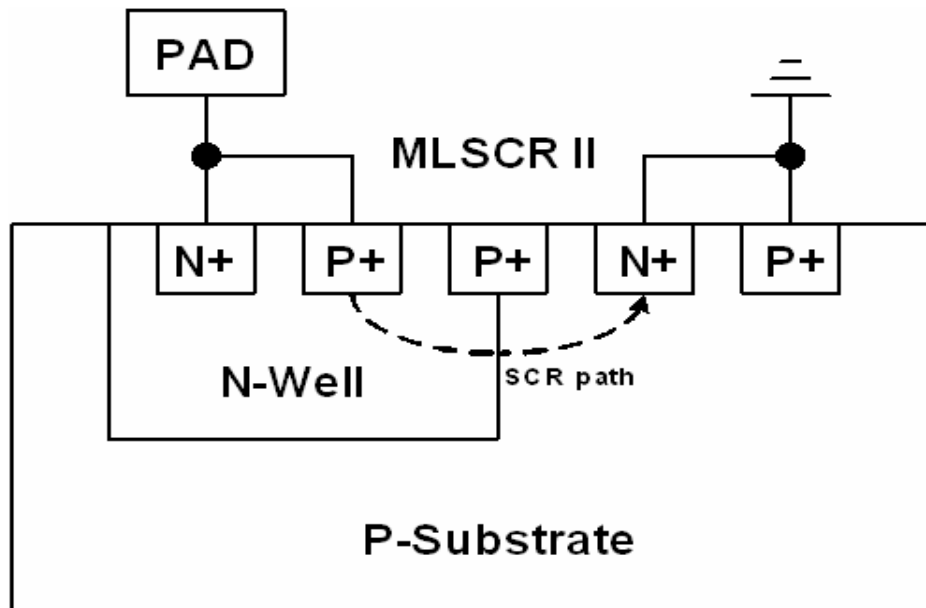 PAD
MLSCR II
N+ P+ P+ N+ P+
N-Well
SCR path
P-Substrate